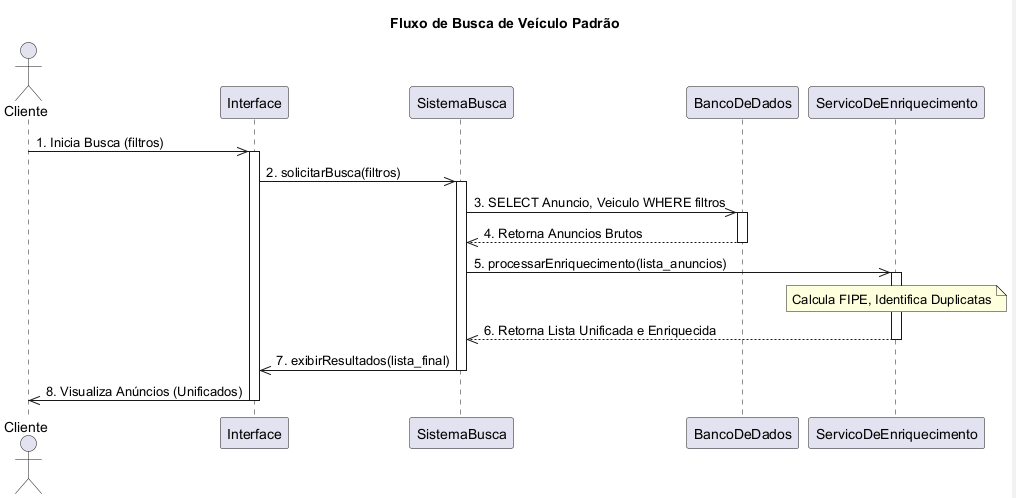 Fluxo de Busca de Veículo Padrão
Cliente
Interface
SistemaBusca
BancoDeDados
ServicoDeEnriquecimento
1. Inicia Busca (filtros)
2. solicitarBusca(filtros)
3. SELECT Anuncio, Veiculo WHERE filtros
4. Retorna Anuncios Brutos
5. processarEnriquecimento(lista_anuncios)
Calcula FIPE, Identifica Duplicatas
6. Retorna Lista Unificada e Enriquecida
7. exibirResultados(lista_final)
8. Visualiza Anúncios (Unificados)
Cliente
Interface
SistemaBusca
BancoDeDados
ServicoDeEnriquecimento